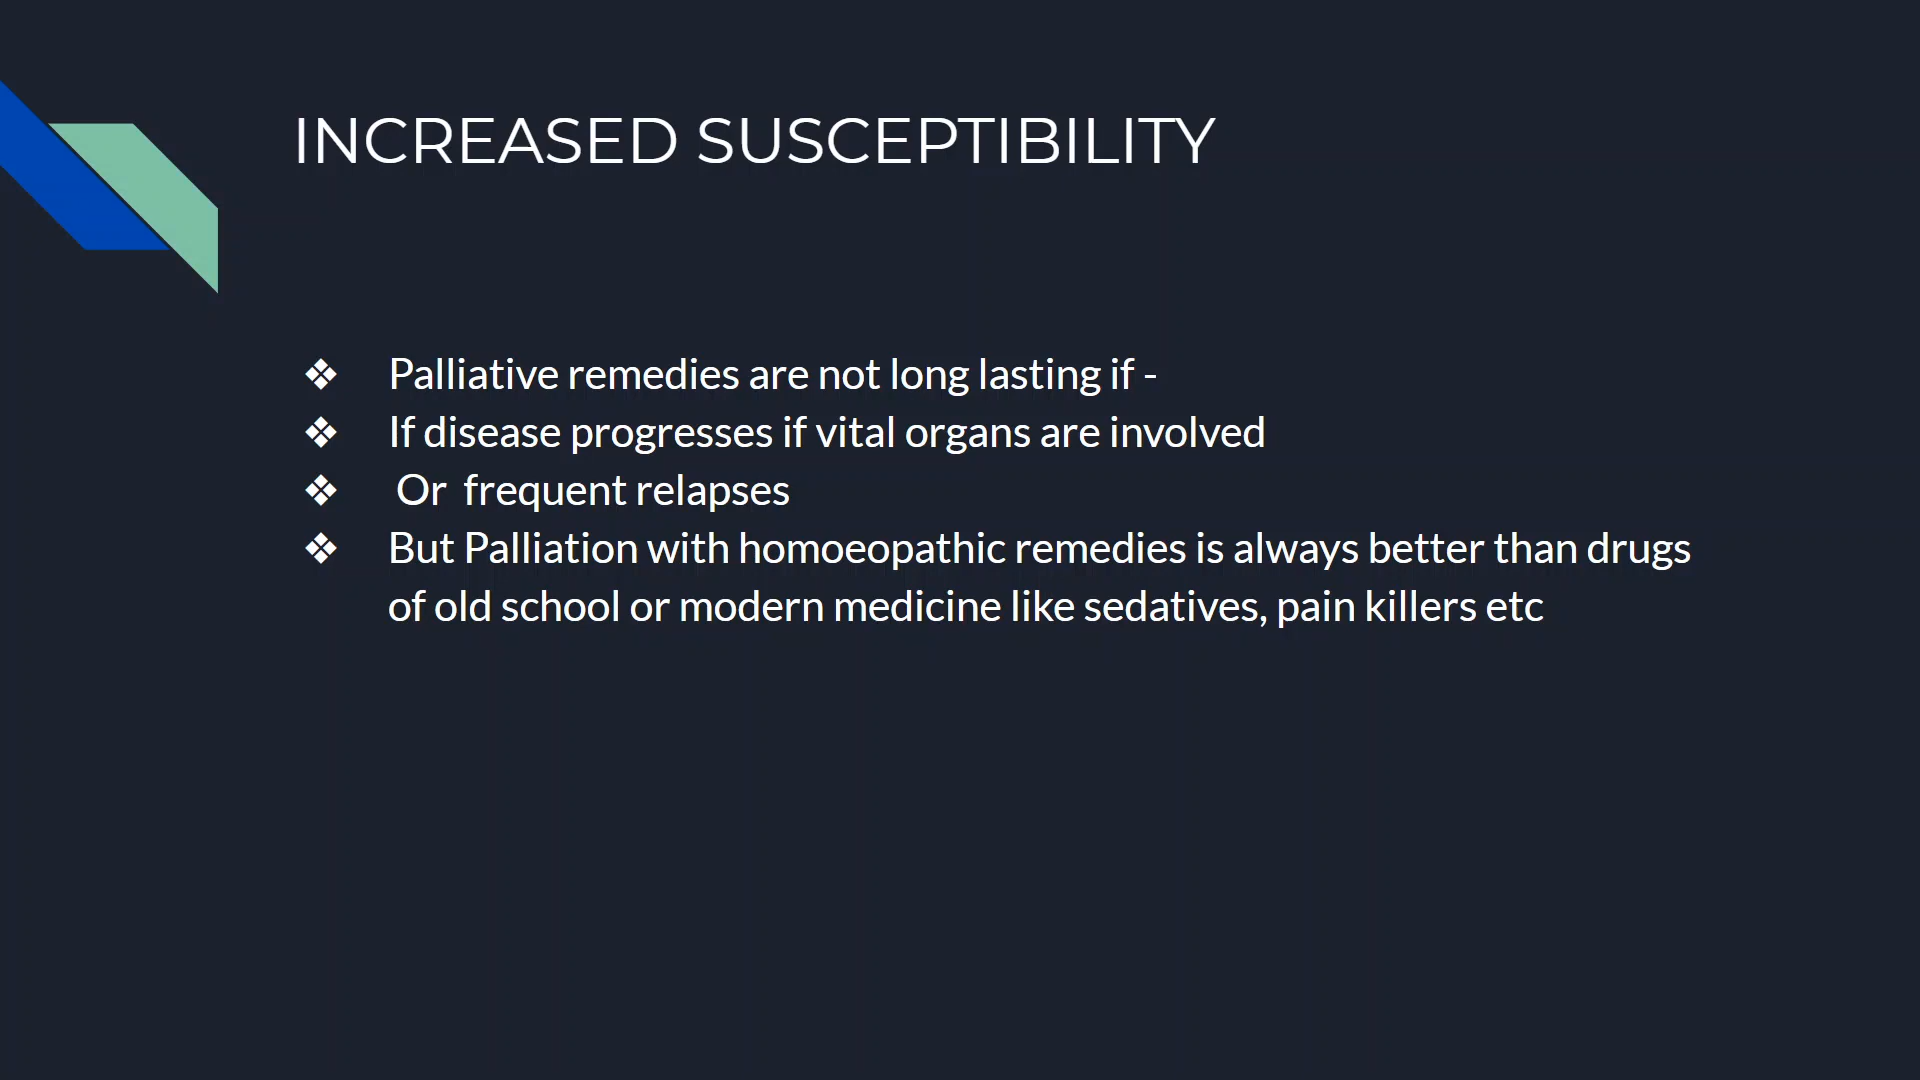 INCREASED SUSCEPTIBILITY
❖ Palliative remedies are not long lasting if -
❖ If disease progresses if vital organs are involved
❖ Or frequent relapses
❖ But Palliation with homoeopathic remedies is always better than drugs
of old school or modern medicine like sedatives, pain killers etc